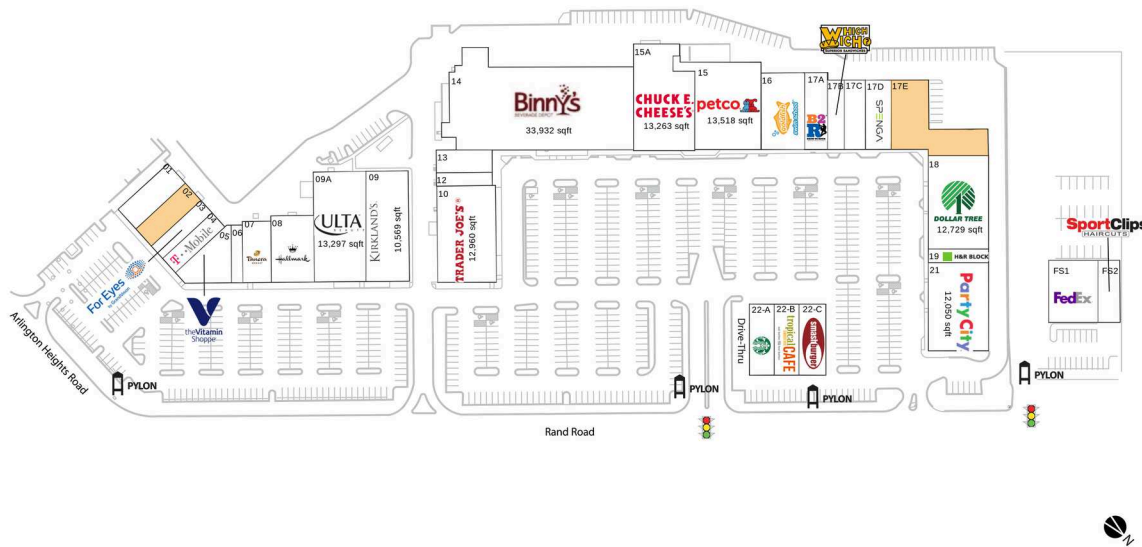 WHICH
WICH
SUPERIOR SANDWICHES
15A
14
Binny's
BEVERAGE DEPOT
33,932 sqft
CHUCK E.
CHEESE'S
13,263 sqft
15
petco
13,518 sqft
16
17A
B2R
17B
17C
17D
SPENGA
17E
13
12
10
TRADER JOE'S
12,960 sqft
01
02
03
04
05
06
07
Panera
BREAD
08
Hallmark
09A
ULTA
BEAUTY
13,297 sqft
09
KIRKLAND'S
10,569 sqft
T-Mobile
For Eyes
theVitamin
Shoppe
18
DOLLAR TREE
12,729 sqft
19
H&R BLOCK
21
Party City
12,050 sqft
SportClips
HAIRCUTS
FS1
FS2
FedEx
22-A
22-B
22-C
Drive-Thru
tropical
CAFE
smashburger
Arlington Heights Road
PYLON
PYLON
PYLON
PYLON
Rand Road
N